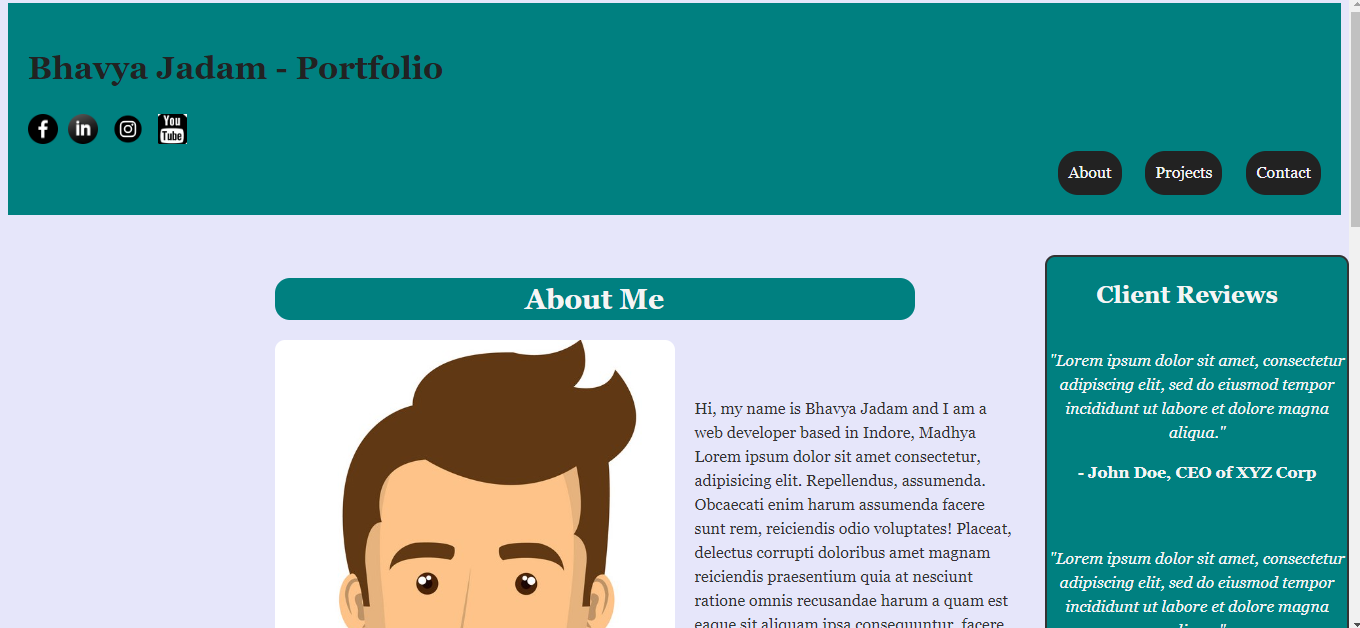 Bhavya Jadam - Portfolio
f
in
You
Tube
About
Projects
Contact
About Me
Hi, my name is Bhavya Jadam and I am a
web developer based in Indore, Madhya
Lorem ipsum dolor sit amet consectetur,
adipisicing elit. Repellendus, assumenda.
Obcaecati enim harum assumenda facere
sunt rem, reiciendis odio voluptates! Placeat,
delectus corrupti doloribus amet magnam
reiciendis praesentium quia at nesciunt
ratione omnis recusandae harum a quam est
eaque sit aliquam ipsa consequuntur, facere
Client Reviews
"Lorem ipsum dolor sit amet, consectetur
adipiscing elit, sed do eiusmod tempor
incididunt ut labore et dolore magna
aliqua."
- John Doe, CEO of XYZ Corp
"Lorem ipsum dolor sit amet, consectetur
adipiscing elit, sed do eiusmod tempor
incididunt ut labore et dolore magna